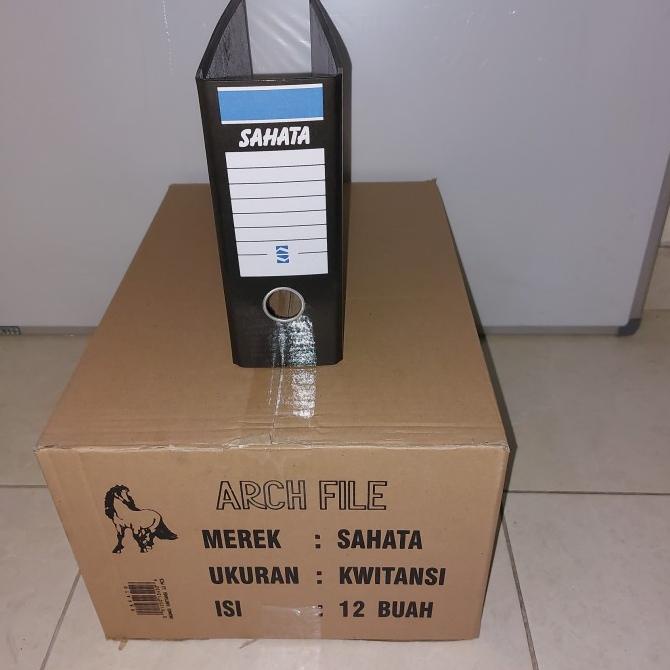 SAHATA
ARCH FILE
MEREK : SAHATA
UKURAN : KWITANSI
ISI : 12 BUAH